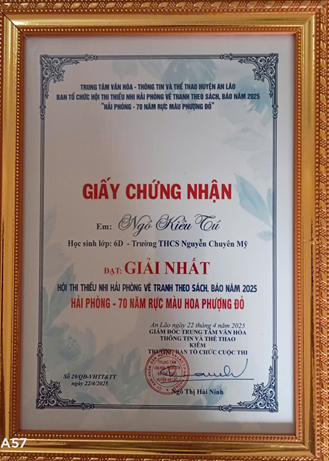 TRUNG TÂM VĂN HÓA - THÔNG TIN VÀ THỂ THAO HUYỆN AN LÃO
BAN TỔ CHỨC HỘI THI THIẾU NHI HẢI PHÒNG VẼ TRANH THEO SÁCH, BÁO NĂM 2025
"HẢI PHÒNG - 70 NĂM RỰC MÀU PHƯỢNG ĐỎ"
GIẤY CHỨNG NHẬN
Em: Ngô Kiều Tú
Học sinh lớp: 6D - Trường THCS Nguyễn Chuyên Mỹ
ĐẠT: GIẢI NHẤT
HỘI THI THIẾU NHI HẢI PHÒNG VẼ TRANH THEO SÁCH, BÁO NĂM 2025
HẢI PHÒNG - 70 NĂM RỰC MÀU HOA PHƯỢNG ĐỎ
An Lão ngày 22 tháng 4 năm 2025
GIÁM ĐỐC TRUNG TÂM VĂN HÓA
THÔNG TIN VÀ THỂ THAO
KIÊM
TRƯỞNG BAN TỔ CHỨC CUỘC THI
Số 29/QĐ-VHTT&TT
ngày 22/4/2025
Ngô Thị Hải Ninh
A57